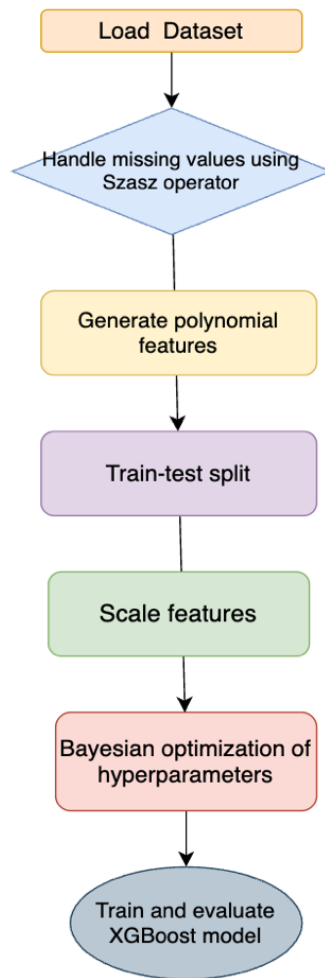 Load Dataset
Handle missing values using
Szasz operator
Generate polynomial
features
Train-test split
Scale features
Bayesian optimization of
hyperparameters
Train and evaluate
XGBoost model